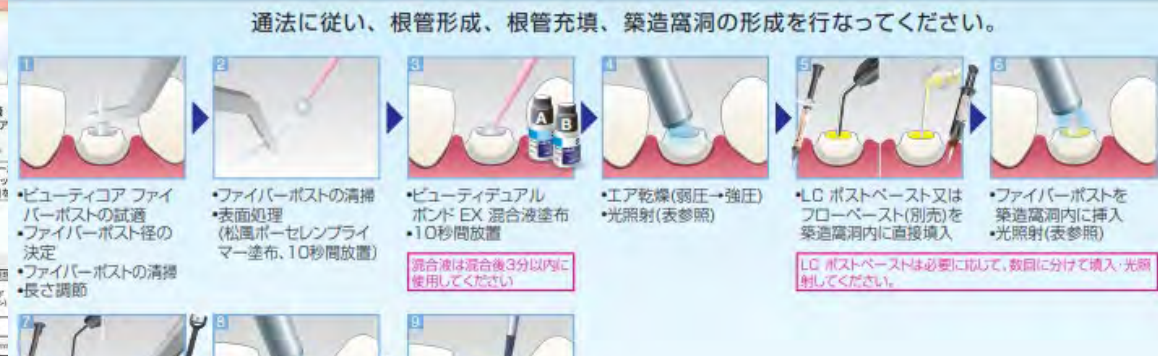 通法に従い、根管形成、根管充填、築造窩洞の形成を行なってください。
1
•ビューティコア ファイ
バーポストの試適
•ファイバーポスト径の
決定
•ファイバーポストの清掃
•長さ調節
2
•ファイバーポストの清掃
•表面処理
(松風ポーセレンプライ
マー塗布、10秒間放置)
3
A
B
•ビューティデュアル
ボンド EX 混合液塗布
•10秒間放置
混合液は混合後3分以内に
使用してください
4
•エア乾燥(弱圧→強圧)
•光照射(表参照)
5
•LC ポストペースト又は
フローペースト(別売)を
築造窩洞内に直接填入
6
•ファイバーポストを
築造窩洞内に挿入
•光照射(表参照)
LC ポストペーストは必要に応じて、数回に分けて填入・光照
射してください。
7
8
9